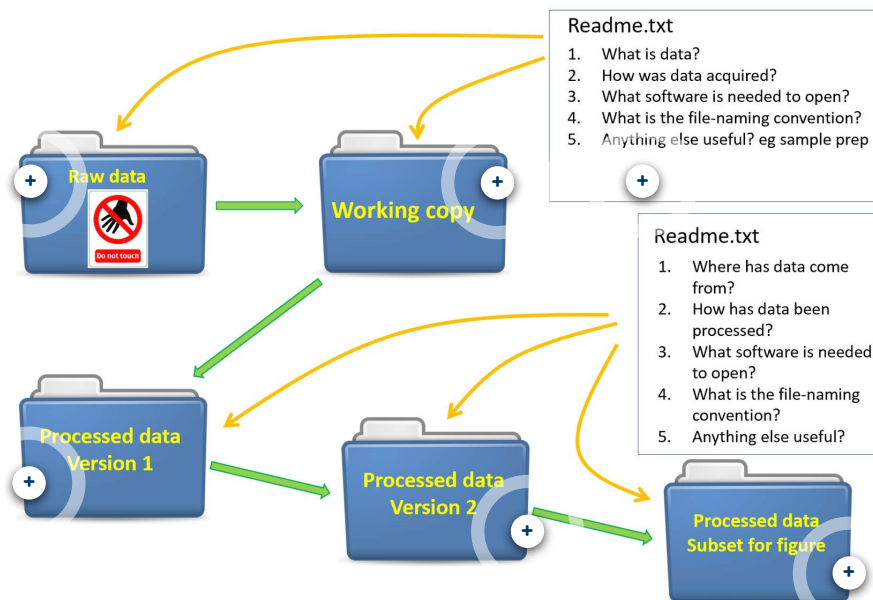 Readme.txt
1. What is data?
2. How was data acquired?
3. What software is needed to open?
4. What is the file-naming convention?
5. Anything else useful? eg sample prep
Raw data
Do not touch
Working copy
Readme.txt
1. Where has data come
from?
2. How has data been
processed?
3. What software is needed
to open?
4. What is the file-naming
convention?
5. Anything else useful?
Processed data
Version 1
Processed data
Version 2
Processed data
Subset for figure